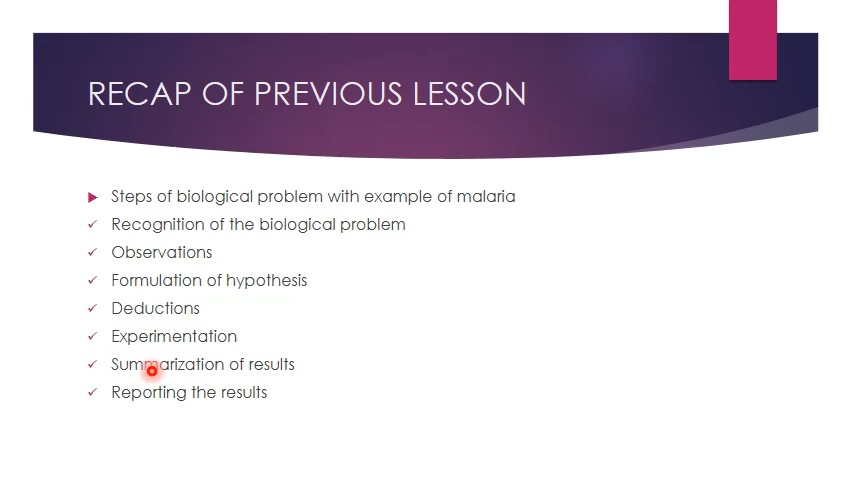 RECAP OF PREVIOUS LESSON
Steps of biological problem with example of malaria
Recognition of the biological problem
Observations
Formulation of hypothesis
Deductions
Experimentation
Summarization of results
Reporting the results